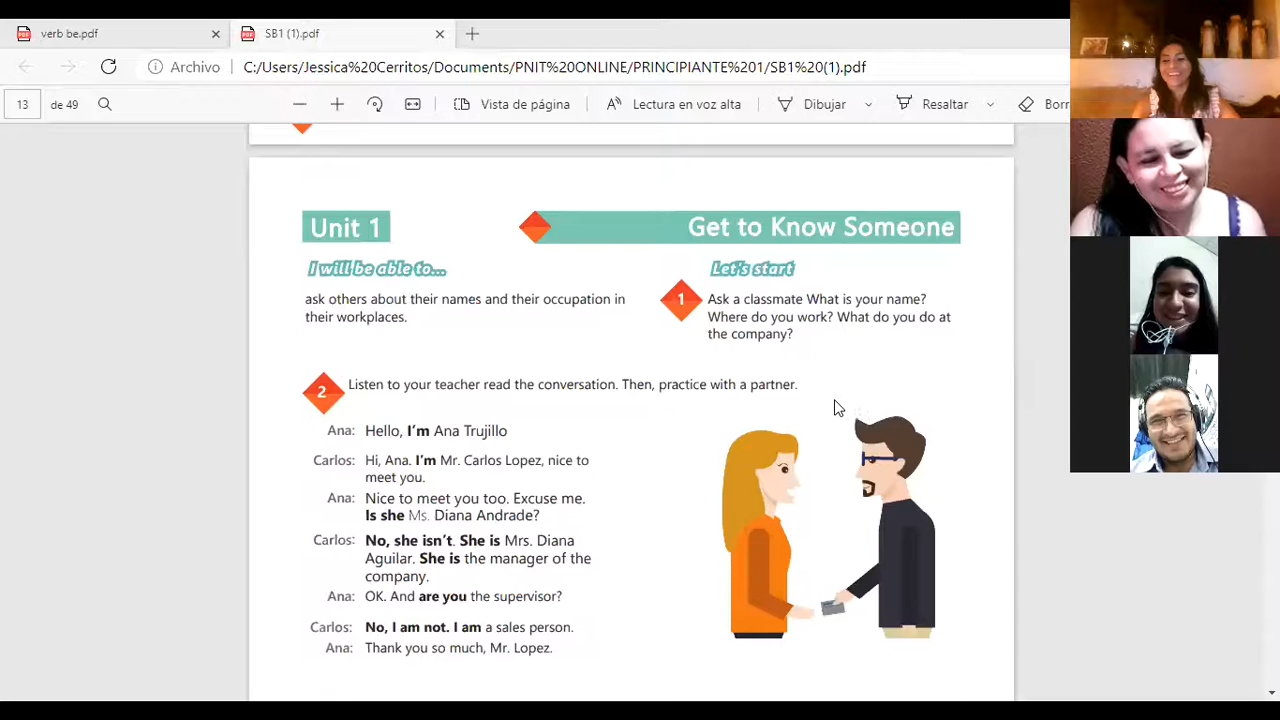 verb be.pdf
SB1 (1).pdf
Archivo
C:/Users/Jessica%20Cerritos/Documents/PNIT%20ONLINE/PRINCIPIANTE%201/SB1%20(1).pdf
13
de 49
Vista de página
Lectura en voz alta
Dibujar
Resaltar
Borr
Unit 1
Get to Know Someone
I will be able to...
ask others about their names and their occupation in
their workplaces.
Let's start
1
Ask a classmate What is your name?
Where do you work? What do you do at
the company?
2
Listen to your teacher read the conversation. Then, practice with a partner.
Ana: Hello, I'm Ana Trujillo
Carlos: Hi, Ana. I'm Mr. Carlos Lopez, nice to
meet you.
Ana: Nice to meet you too. Excuse me.
Is she Ms. Diana Andrade?
Carlos: No, she isn't. She is Mrs. Diana
Aguilar. She is the manager of the
company.
Ana: OK. And are you the supervisor?
Carlos: No, I am not. I am a sales person.
Ana: Thank you so much, Mr. Lopez.